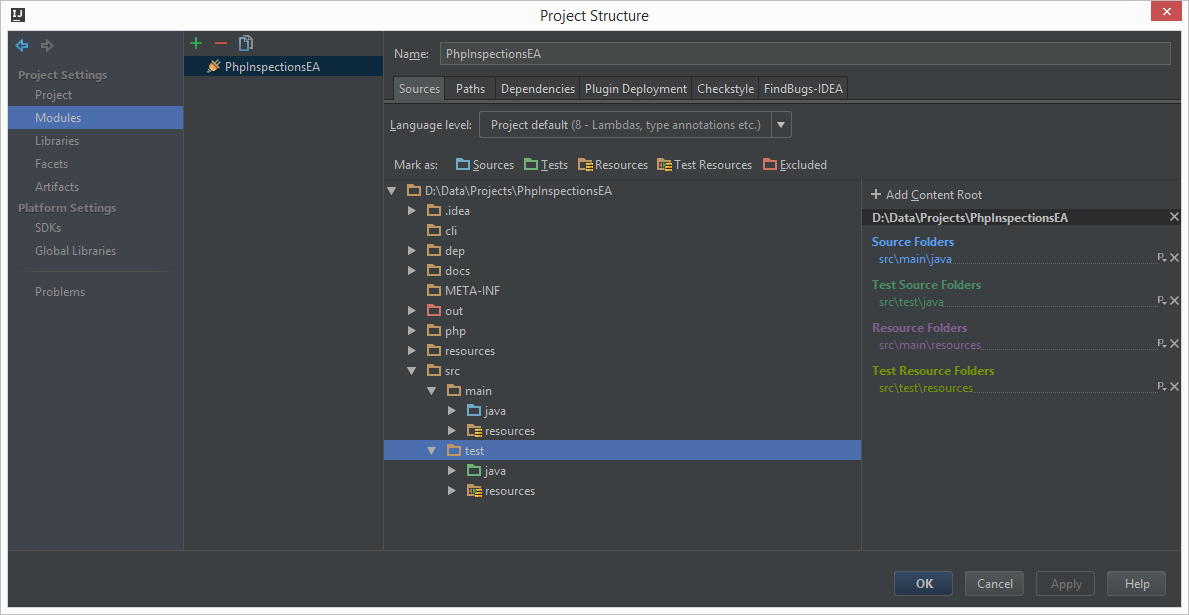 IJ
Project Structure
Project Settings
Project
Modules
Libraries
Facets
Artifacts
Platform Settings
SDKs
Global Libraries
Problems
PhpInspectionsEA
Name: PhpInspectionsEA
Sources Paths Dependencies Plugin Deployment Checkstyle FindBugs-IDEA
Language level: Project default (8 - Lambdas, type annotations etc.)
Mark as: Sources Tests Resources Test Resources Excluded
D:\Data\Projects\PhpInspectionsEA
.idea
cli
dep
docs
META-INF
out
php
resources
src
main
java
resources
test
java
resources
+ Add Content Root
D:\Data\Projects\PhpInspectionsEA
Source Folders
src\main\java
Test Source Folders
src\test\java
Resource Folders
src\main\resources
Test Resource Folders
src\test\resources
OK Cancel Apply Help